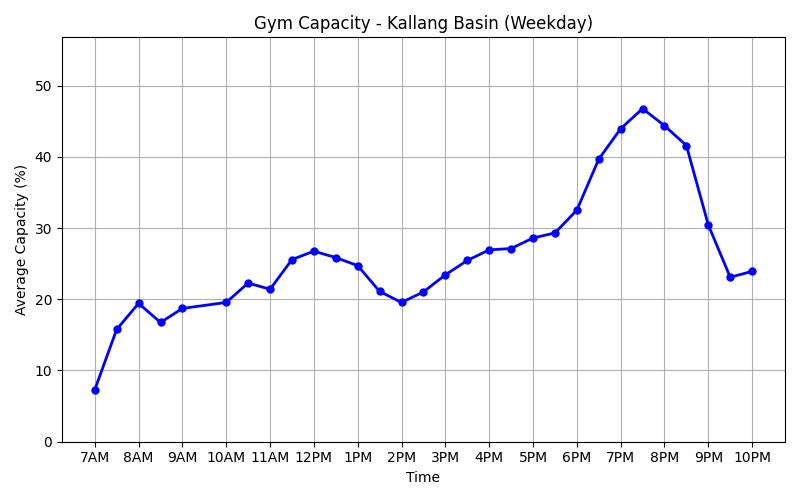 Gym Capacity - Kallang Basin (Weekday)
Average Capacity (%)
50
40
30
20
10
0
7AM 8AM 9AM 10AM 11AM 12PM 1PM 2PM 3PM 4PM 5PM 6PM 7PM 8PM 9PM 10PM
Time